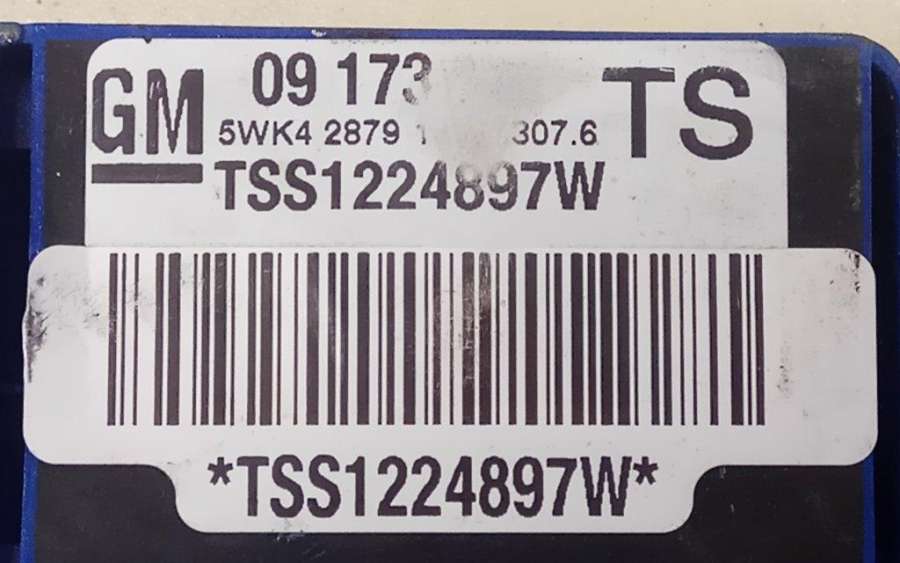 GM
09 173
TS
5WK4 2879 307.6
TSS1224897W
*TSS1224897W*